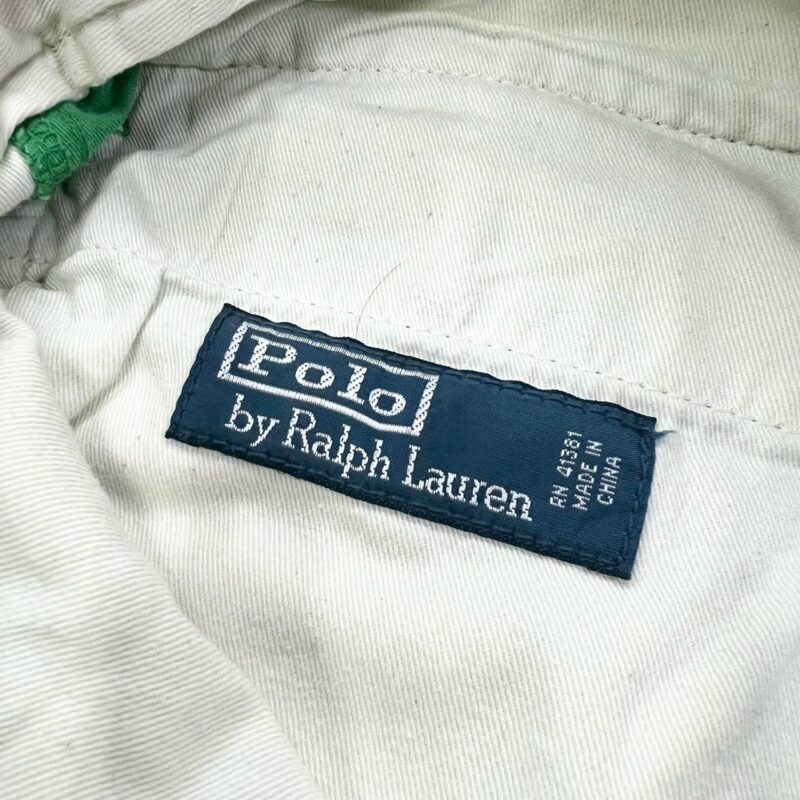 Polo
by Ralph Lauren
RN 41381
MADE IN
CHINA